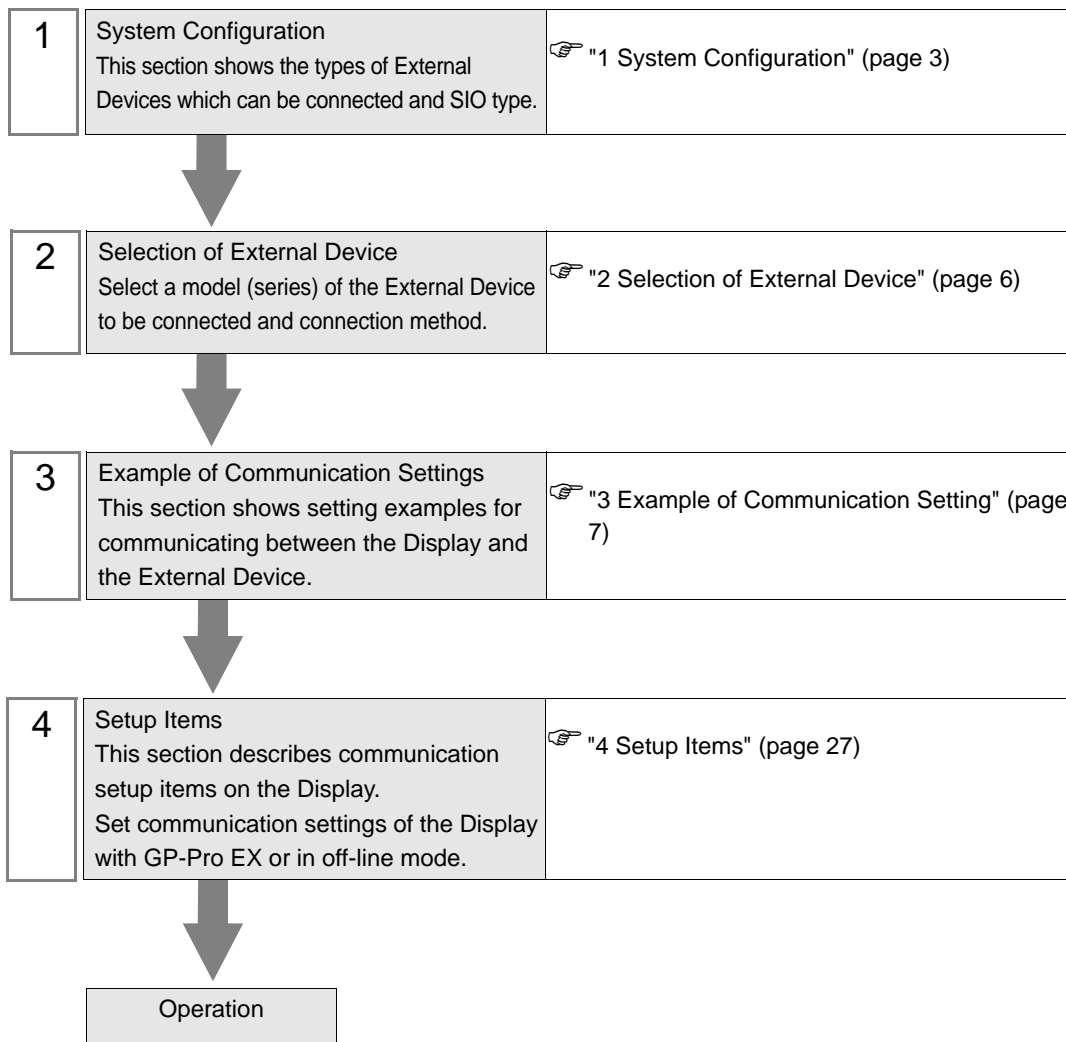 1
System Configuration
This section shows the types of External
Devices which can be connected and SIO type.
"1 System Configuration" (page 3)
2
Selection of External Device
Select a model (series) of the External Device
to be connected and connection method.
"2 Selection of External Device" (page 6)
3
Example of Communication Settings
This section shows setting examples for
communicating between the Display and
the External Device.
"3 Example of Communication Setting" (page
7)
4
Setup Items
This section describes communication
setup items on the Display.
Set communication settings of the Display
with GP-Pro EX or in off-line mode.
"4 Setup Items" (page 27)
Operation